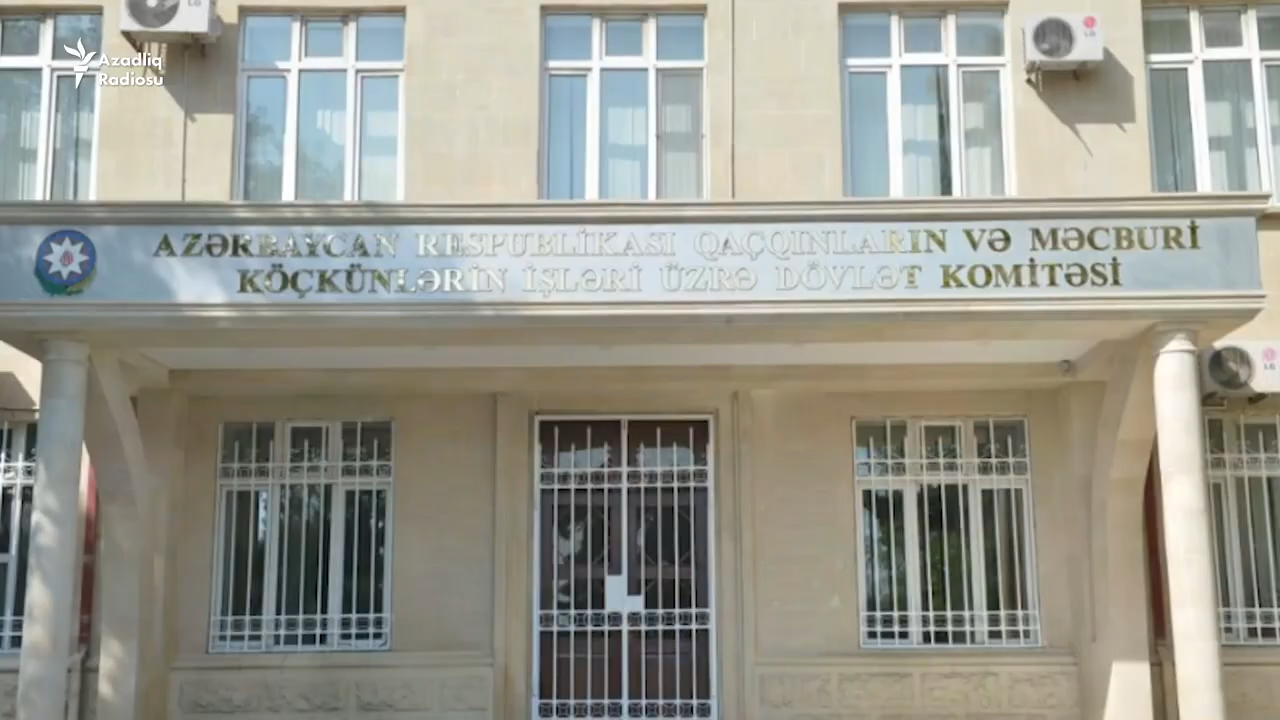 LG
LG
Azadlıq
Radiosu
AZƏRBAYCAN RESPUBLİKASI QAÇQINLARIN VƏ MƏCBURİ
KÖÇKÜNLƏRİN İŞLƏRİ ÜZRƏ DÖVLƏT KOMİTƏSİ
LG